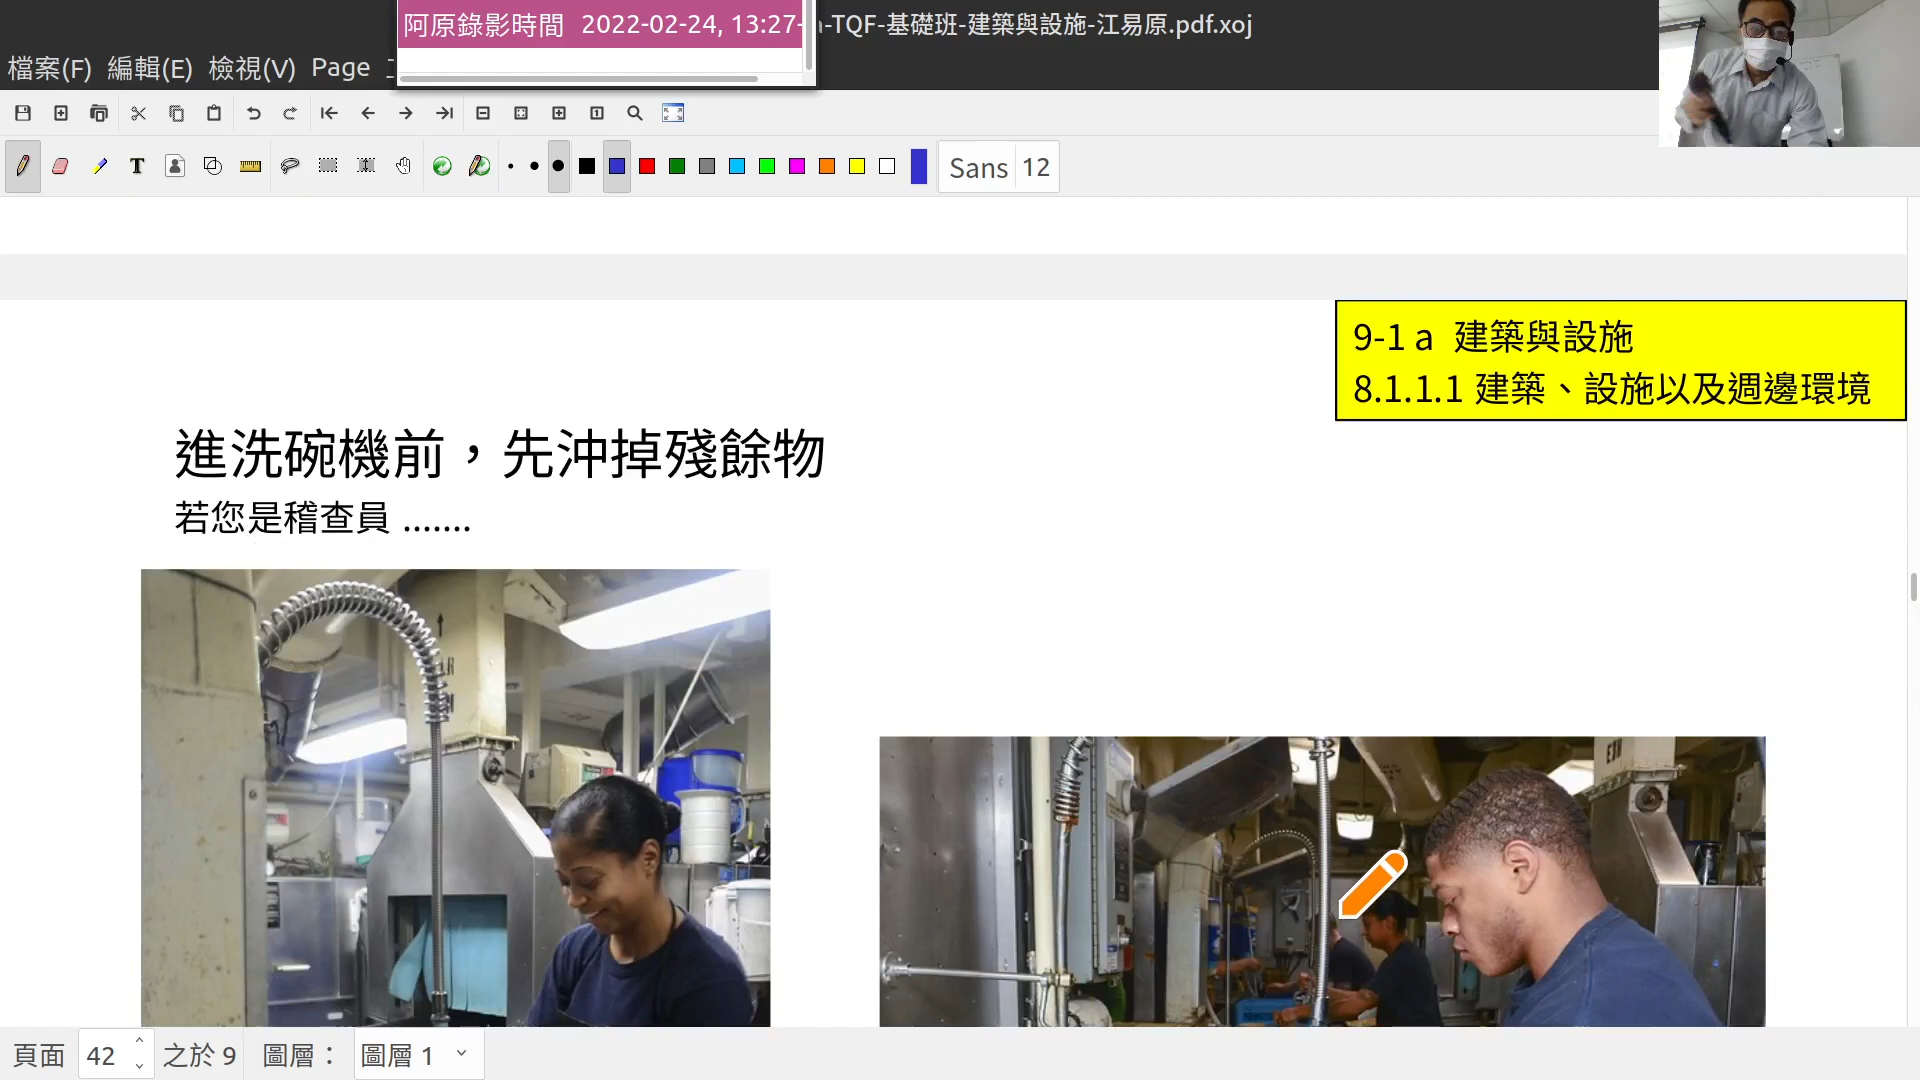 阿原錄影時間 2022-02-24, 13:27-
-TQF-基礎班-建築與設施-江易原.pdf.xoj
檔案(F) 編輯(E) 檢視(V) Page
T
Sans 12
9-1 a 建築與設施
8.1.1.1 建築、設施以及週邊環境
進洗碗機前，先沖掉殘餘物
若您是稽查員 .......
頁面 42 之於 9 圖層： 圖層 1